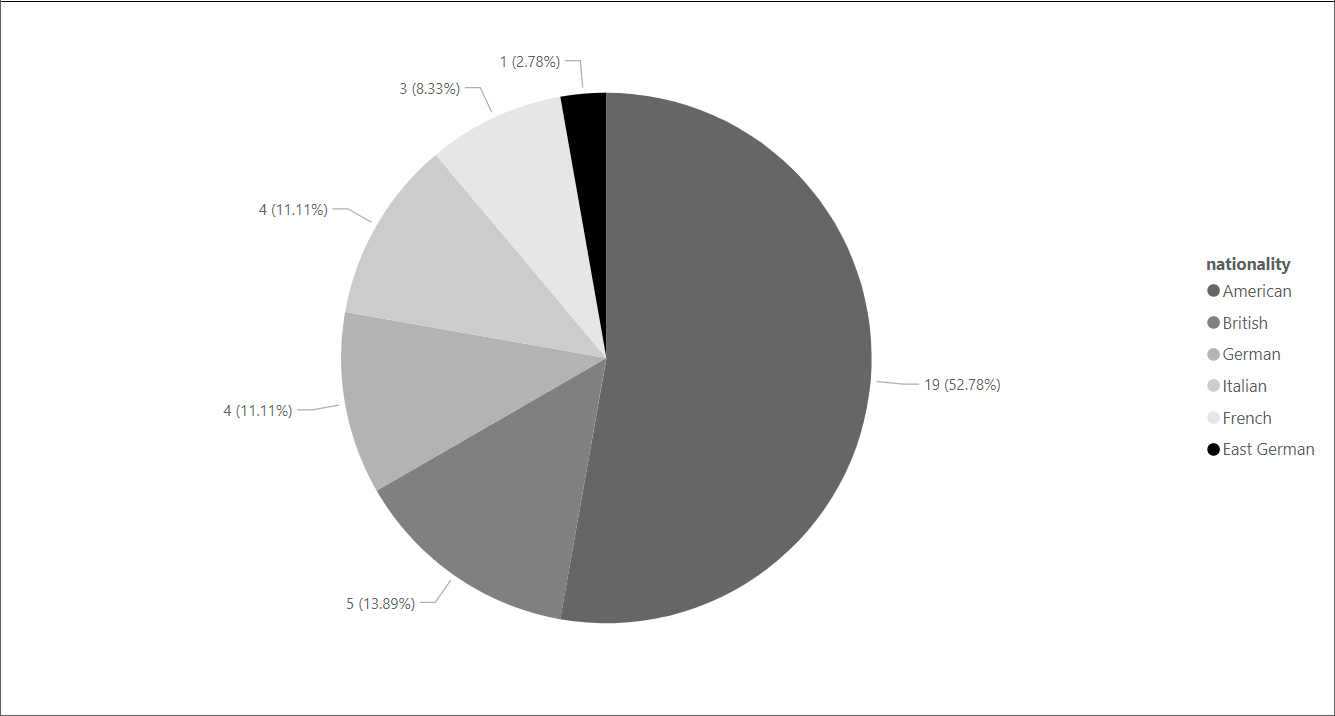 1 (2.78%)
3 (8.33%)
4 (11.11%)
nationality
American
British
German
Italian
19 (52.78%)
4 (11.11%)
French
East German
5 (13.89%)